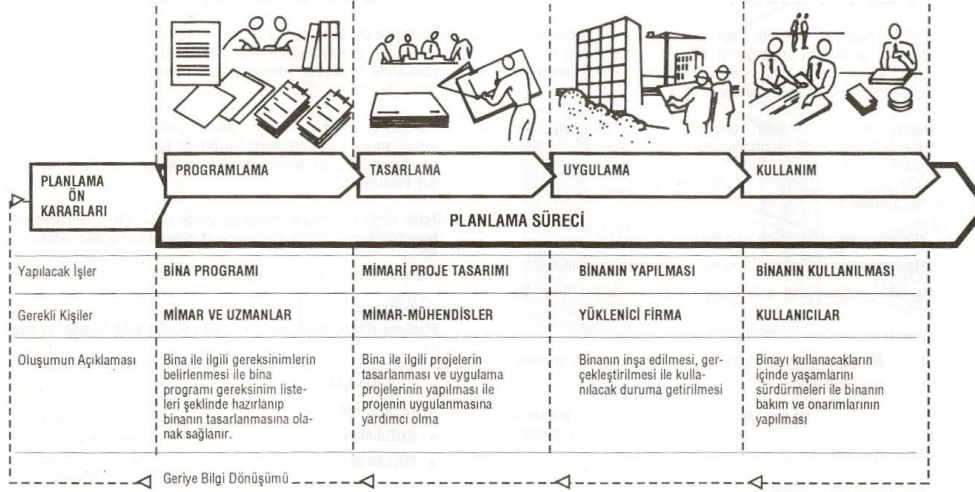 PLANLAMA
ÖN
KARARLARI
PROGRAMLAMA
TASARLAMA
UYGULAMA
KULLANIM
PLANLAMA SÜRECİ
Yapılacak İşler
BİNA PROGRAMI
MİMARİ PROJE TASARIMI
BİNANIN YAPILMASI
BİNANIN KULLANILMASI
Gerekli Kişiler
MİMAR VE UZMANLAR
MİMAR-MÜHENDİSLER
YÜKLENİCİ FİRMA
KULLANICILAR
Oluşumun Açıklaması
Bina ile ilgili gereksinimlerin
belirlenmesi ile bina
programı gereksinim liste-
leri şeklinde hazırlanıp
binanın tasarlanmasına ola-
nak sağlanır.
Bina ile ilgili projelerin
tasarlanması ve uygulama
projelerinin yapılması ile
projenin uygulanmasına
yardımcı olma
Binanın inşa edilmesi, ger-
çekleştirilmesi ile kulla-
nılacak duruma getirilmesi
Binayı kullanacakların
içinde yaşamlarını
sürdürmeleri ile binanın
bakım ve onarımlarının
yapılması
Geriye Bilgi Dönüşümü